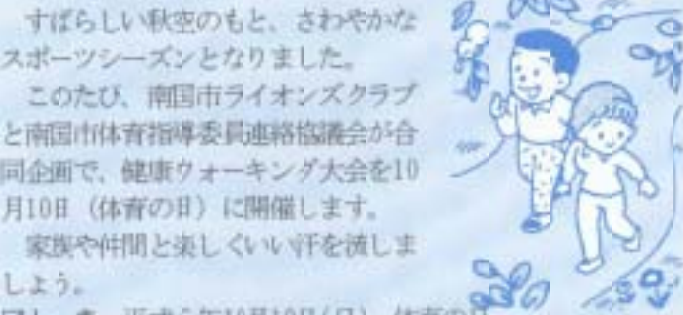 すばらしい秋空のもと、さわやかな
スポーツシーズンとなりました。
このたび、南国市ライオンズクラブ
と南国市体育指導委員連絡協議会が合
同企画で、健康ウォーキング大会を10
月10日（体育の日）に開催します。
家族や仲間と楽しくいい汗を流しま
しょう。